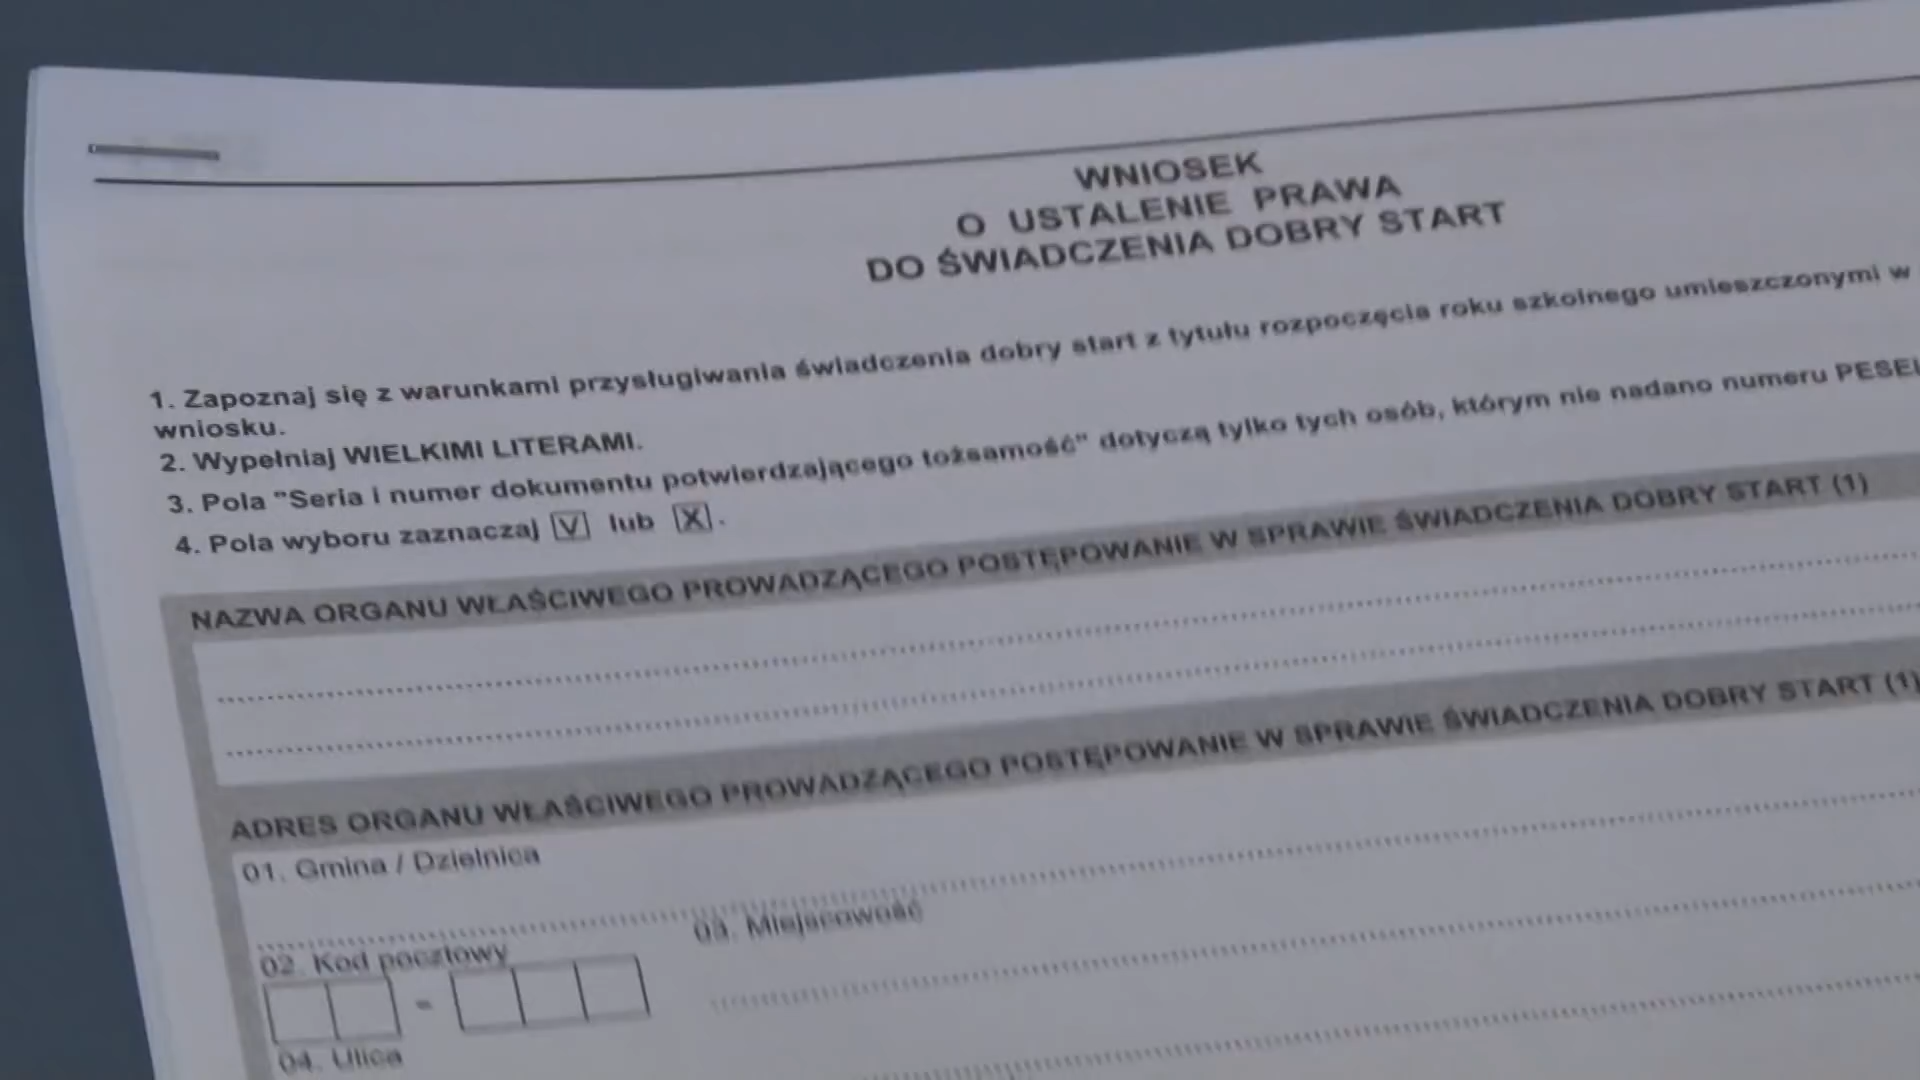 WNIOSEK
O USTALENIE PRAWA
DO ŚWIADCZENIA DOBRY START
1. Zapoznaj się z warunkami przysługiwania świadczenia dobry start z tytułu rozpoczęcia roku szkolnego umieszczonymi w
wniosku.
2. Wypełniaj WIELKIMI LITERAMI.
3. Pola "Seria i numer dokumentu potwierdzającego tożsamość" dotyczą tylko tych osób, którym nie nadano numeru PESEL
4. Pola wyboru zaznaczaj V lub X.
NAZWA ORGANU WŁAŚCIWEGO PROWADZĄCEGO POSTĘPOWANIE W SPRAWIE ŚWIADCZENIA DOBRY START (1)
ADRES ORGANU WŁAŚCIWEGO PROWADZĄCEGO POSTĘPOWANIE W SPRAWIE ŚWIADCZENIA DOBRY START (1)
01. Gmina / Dzielnica
02. Kod pocztowy
03. Miejscowość
04. Ulica